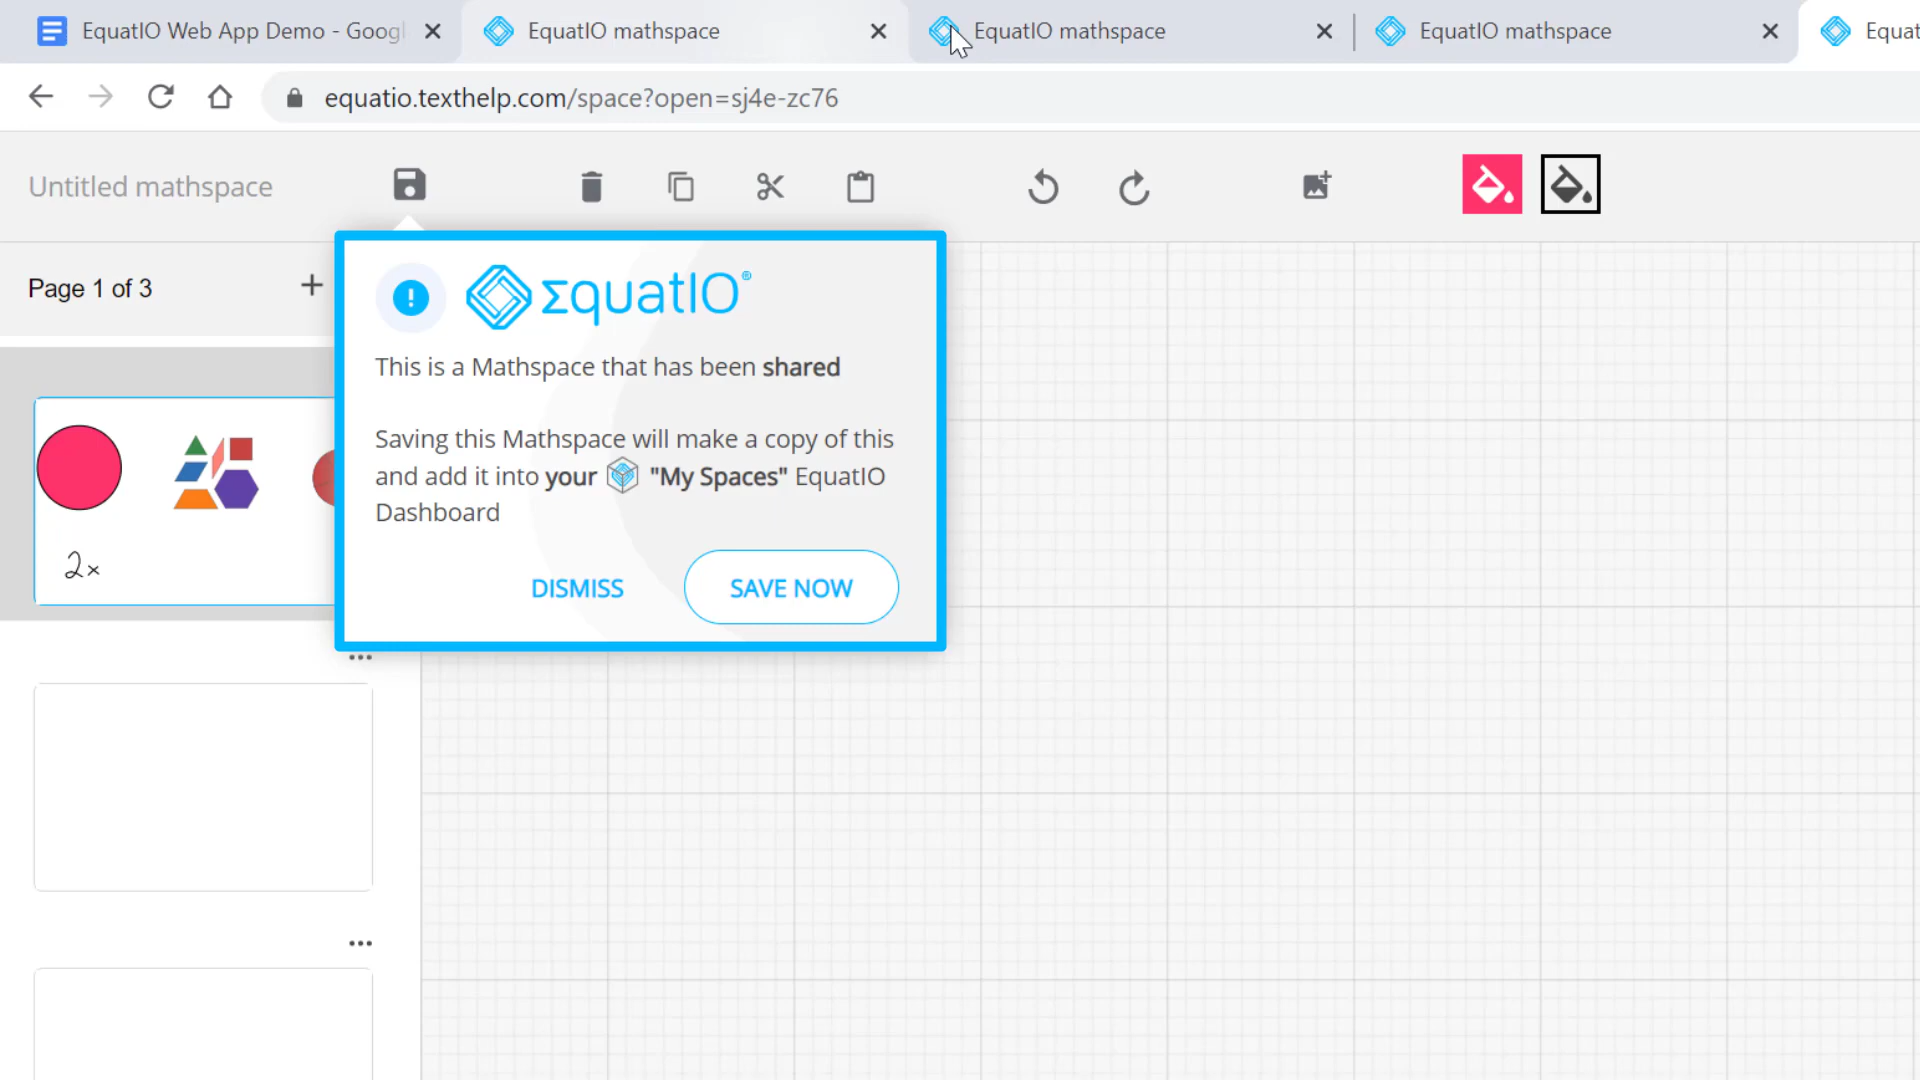 EquatIO Web App Demo - Googl
EquatIO mathspace
EquatIO mathspace
EquatIO mathspace
Equat
equatio.texthelp.com/space?open=sj4e-zc76
Untitled mathspace
Page 1 of 3
ΣquatIO®
This is a Mathspace that has been shared
Saving this Mathspace will make a copy of this
and add it into your "My Spaces" EquatIO
Dashboard
DISMISS
SAVE NOW
2x